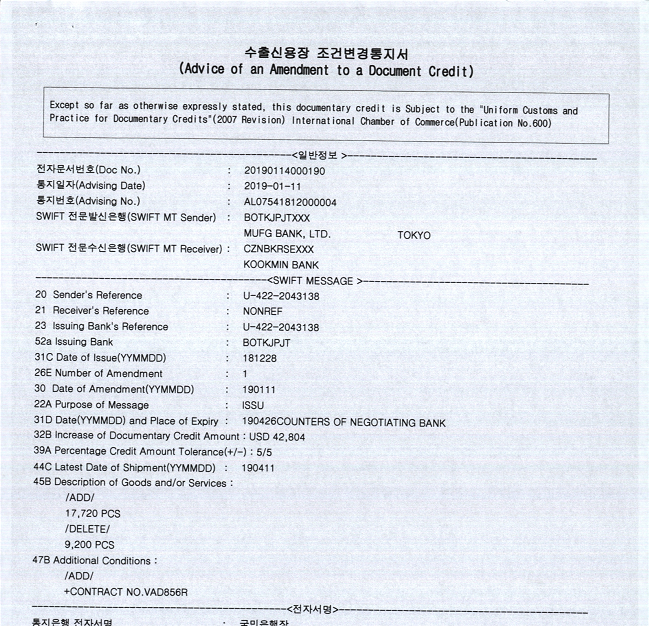 수출신용장 조건변경통지서
(Advice of an Amendment to a Document Credit)
Except so far as otherwise expressly stated, this documentary credit is Subject to the "Uniform Customs and
Practice for Documentary Credits"(2007 Revision) International Chamber of Commerce(Publication No.600)
<일반정보 >
전자문서번호(Doc No.) : 20190114000190
통지일자(Advising Date) : 2019-01-11
통지번호(Advising No.) : AL07541812000004
SWIFT 전문발신은행(SWIFT MT Sender) : BOTKJPJTXXX
MUFG BANK, LTD. TOKYO
SWIFT 전문수신은행(SWIFT MT Receiver) : CZNBKRSEXXX
KOOKMIN BANK
<SWIFT MESSAGE >
20 Sender's Reference : U-422-2043138
21 Receiver's Reference : NONREF
23 Issuing Bank's Reference : U-422-2043138
52a Issuing Bank : BOTKJPJT
31C Date of Issue(YYMMDD) : 181228
26E Number of Amendment : 1
30 Date of Amendment(YYMMDD) : 190111
22A Purpose of Message : ISSU
31D Date(YYMMDD) and Place of Expiry : 190426COUNTERS OF NEGOTIATING BANK
32B Increase of Documentary Credit Amount : USD 42,804
39A Percentage Credit Amount Tolerance(+/-) : 5/5
44C Latest Date of Shipment(YYMMDD) : 190411
45B Description of Goods and/or Services :
/ADD/
17,720 PCS
/DELETE/
9,200 PCS
47B Additional Conditions :
/ADD/
+CONTRACT NO.VAD856R
<전자서명>
통지은행 전자서명 : 국민은행장